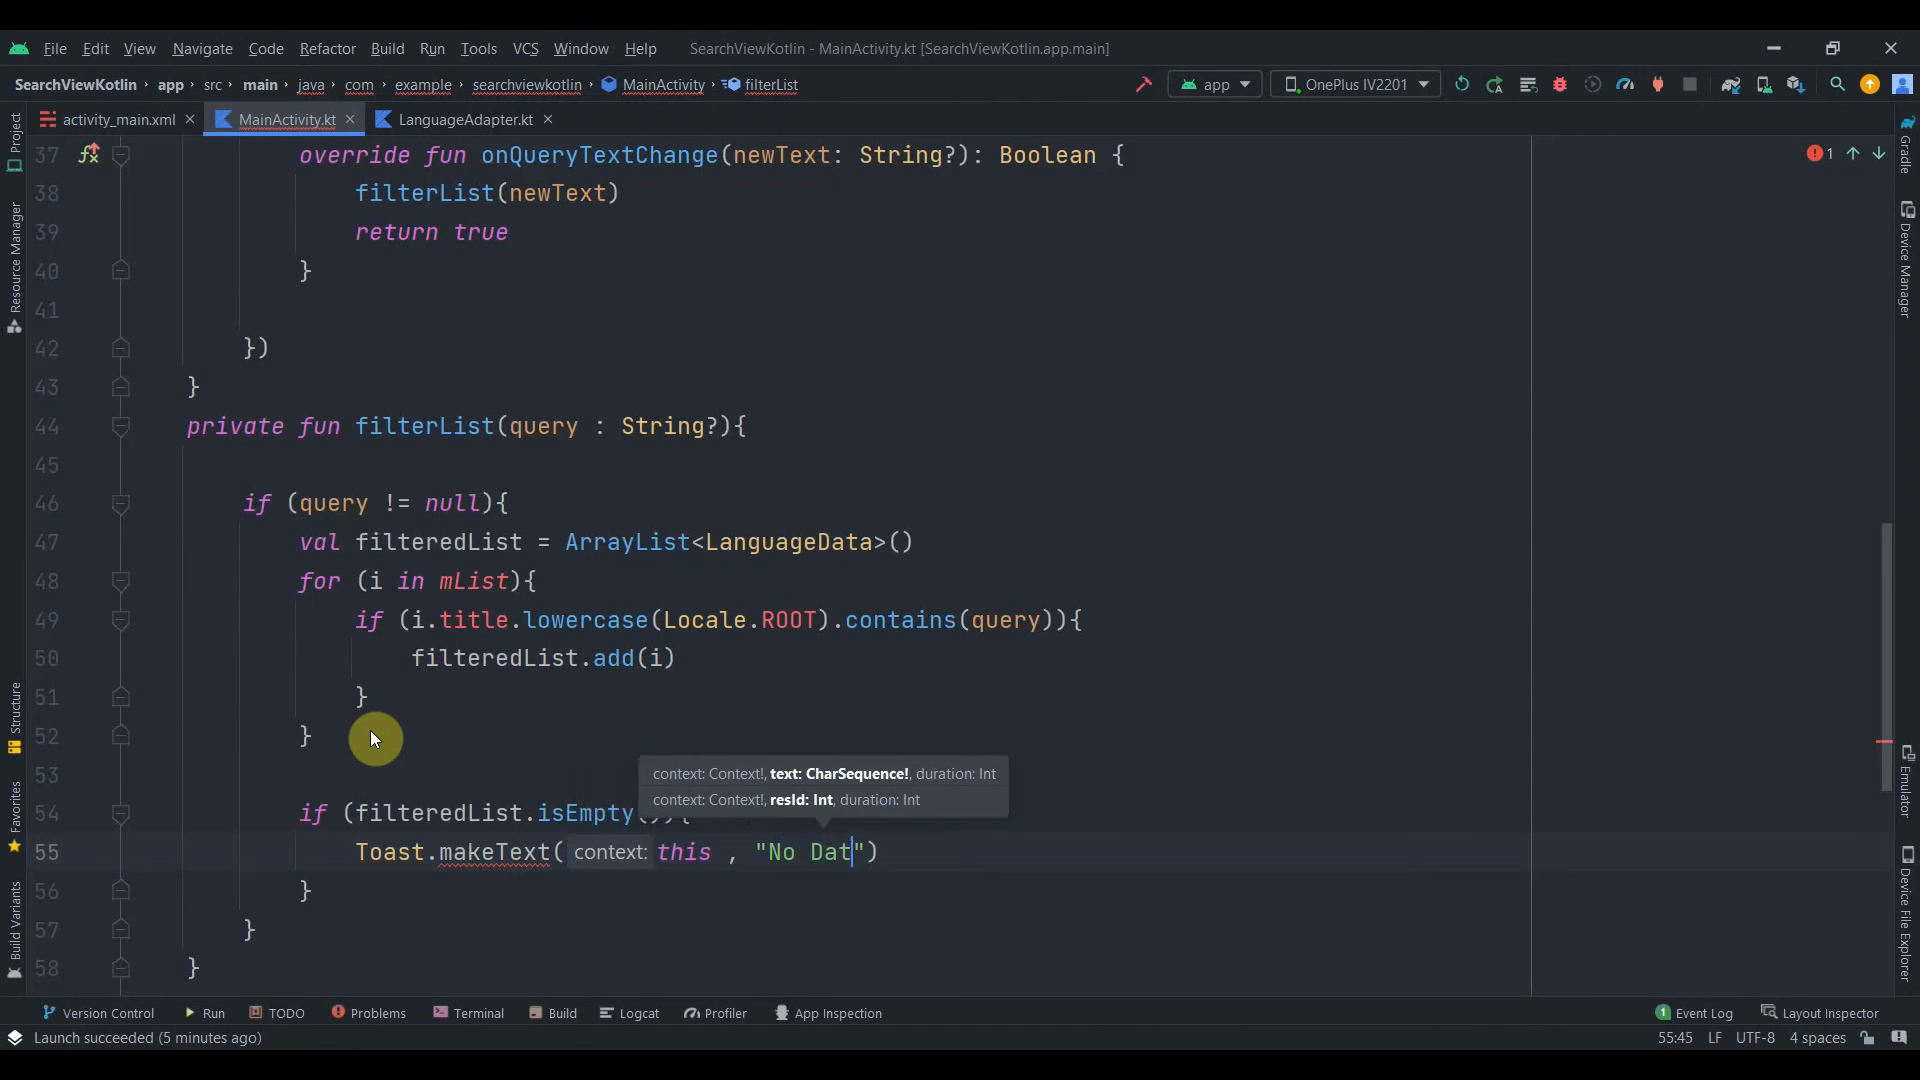 File Edit View Navigate Code Refactor Build Run Tools VCS Window Help SearchViewKotlin - MainActivity.kt [SearchViewKotlin.app.main]
SearchViewKotlin app src main java com example searchviewkotlin MainActivity filterList app OnePlus IV2201
activity_main.xml MainActivity.kt LanguageAdapter.kt
Project
Resource Manager
Structure
Favorites
Build Variants
37 override fun onQueryTextChange(newText: String?): Boolean {
38 filterList(newText)
39 return true
40 }
41
42 })
43 }
44 private fun filterList(query : String?){
45
46 if (query != null){
47 val filteredList = ArrayList<LanguageData>()
48 for (i in mList){
49 if (i.title.lowercase(Locale.ROOT).contains(query)){
50 filteredList.add(i)
51 }
52 }
53
context: Context!, text: CharSequence!, duration: Int
context: Context!, resId: Int, duration: Int
54 if (filteredList.isEmpty()){
55 Toast.makeText( context: this , "No Dat")
56 }
57 }
58 }
1
Gradle
Device Manager
Emulator
Device File Explorer
Version Control Run TODO Problems Terminal Build Logcat Profiler App Inspection 1 Event Log Layout Inspector
Launch succeeded (5 minutes ago) 55:45 LF UTF-8 4 spaces